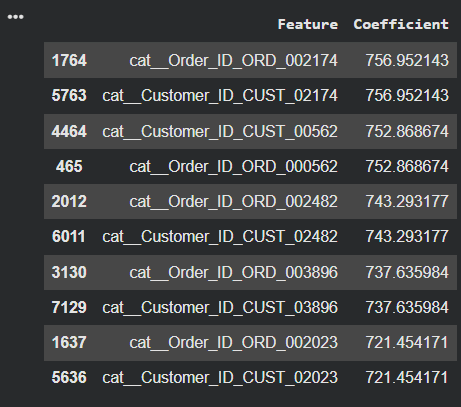 Feature Coefficient
1764 cat__Order_ID_ORD_002174 756.952143
5763 cat__Customer_ID_CUST_02174 756.952143
4464 cat__Customer_ID_CUST_00562 752.868674
465 cat__Order_ID_ORD_000562 752.868674
2012 cat__Order_ID_ORD_002482 743.293177
6011 cat__Customer_ID_CUST_02482 743.293177
3130 cat__Order_ID_ORD_003896 737.635984
7129 cat__Customer_ID_CUST_03896 737.635984
1637 cat__Order_ID_ORD_002023 721.454171
5636 cat__Customer_ID_CUST_02023 721.454171